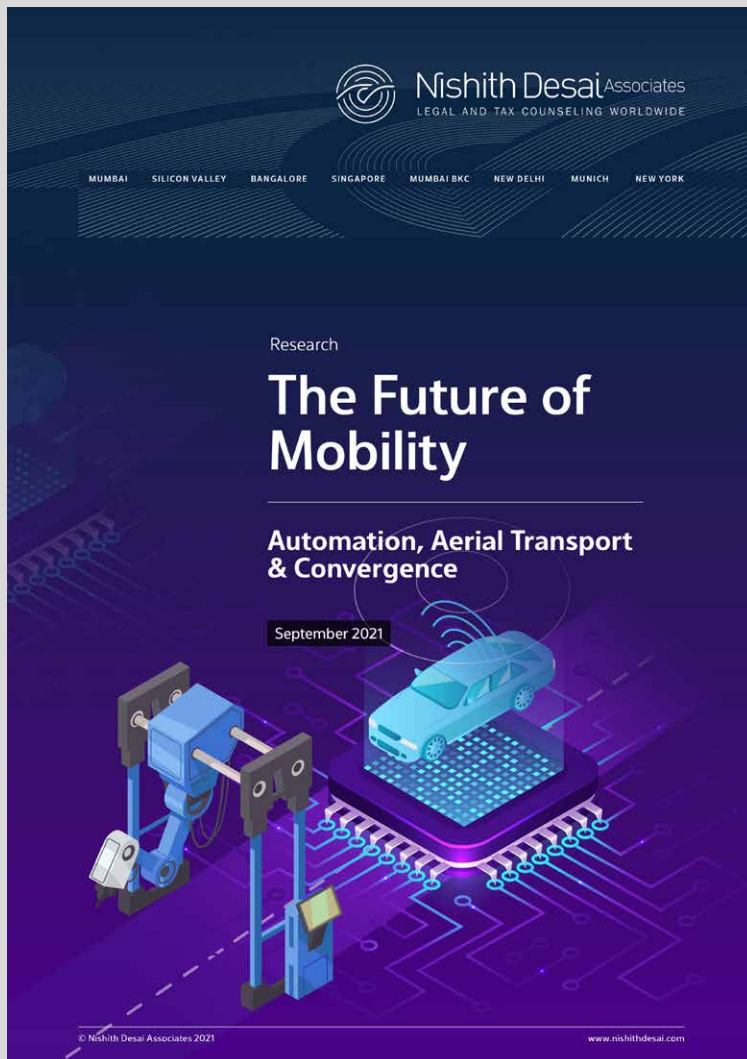 Nishith Desai Associates
LEGAL AND TAX COUNSELING WORLDWIDE
MUMBAI SILICON VALLEY BANGALORE SINGAPORE MUMBAI BKC NEW DELHI MUNICH NEW YORK
Research
The Future of
Mobility
Automation, Aerial Transport
& Convergence
September 2021
© Nishith Desai Associates 2021 www.nishithdesai.com